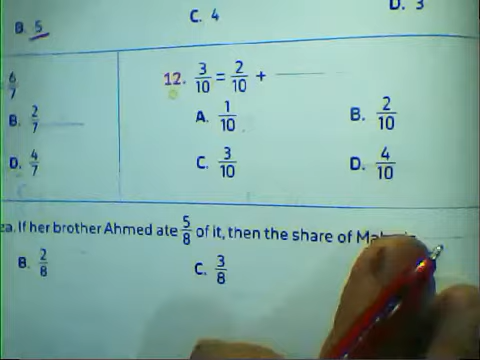 B. 5 C. 4 D. 3
6/7
12. 3/10 = 2/10 +
B. 2/7
A. 1/10 B. 2/10
D. 4/7
C. 3/10 D. 4/10
za. If her brother Ahmed ate 5/8 of it, then the share of
B. 2/8 C. 3/8